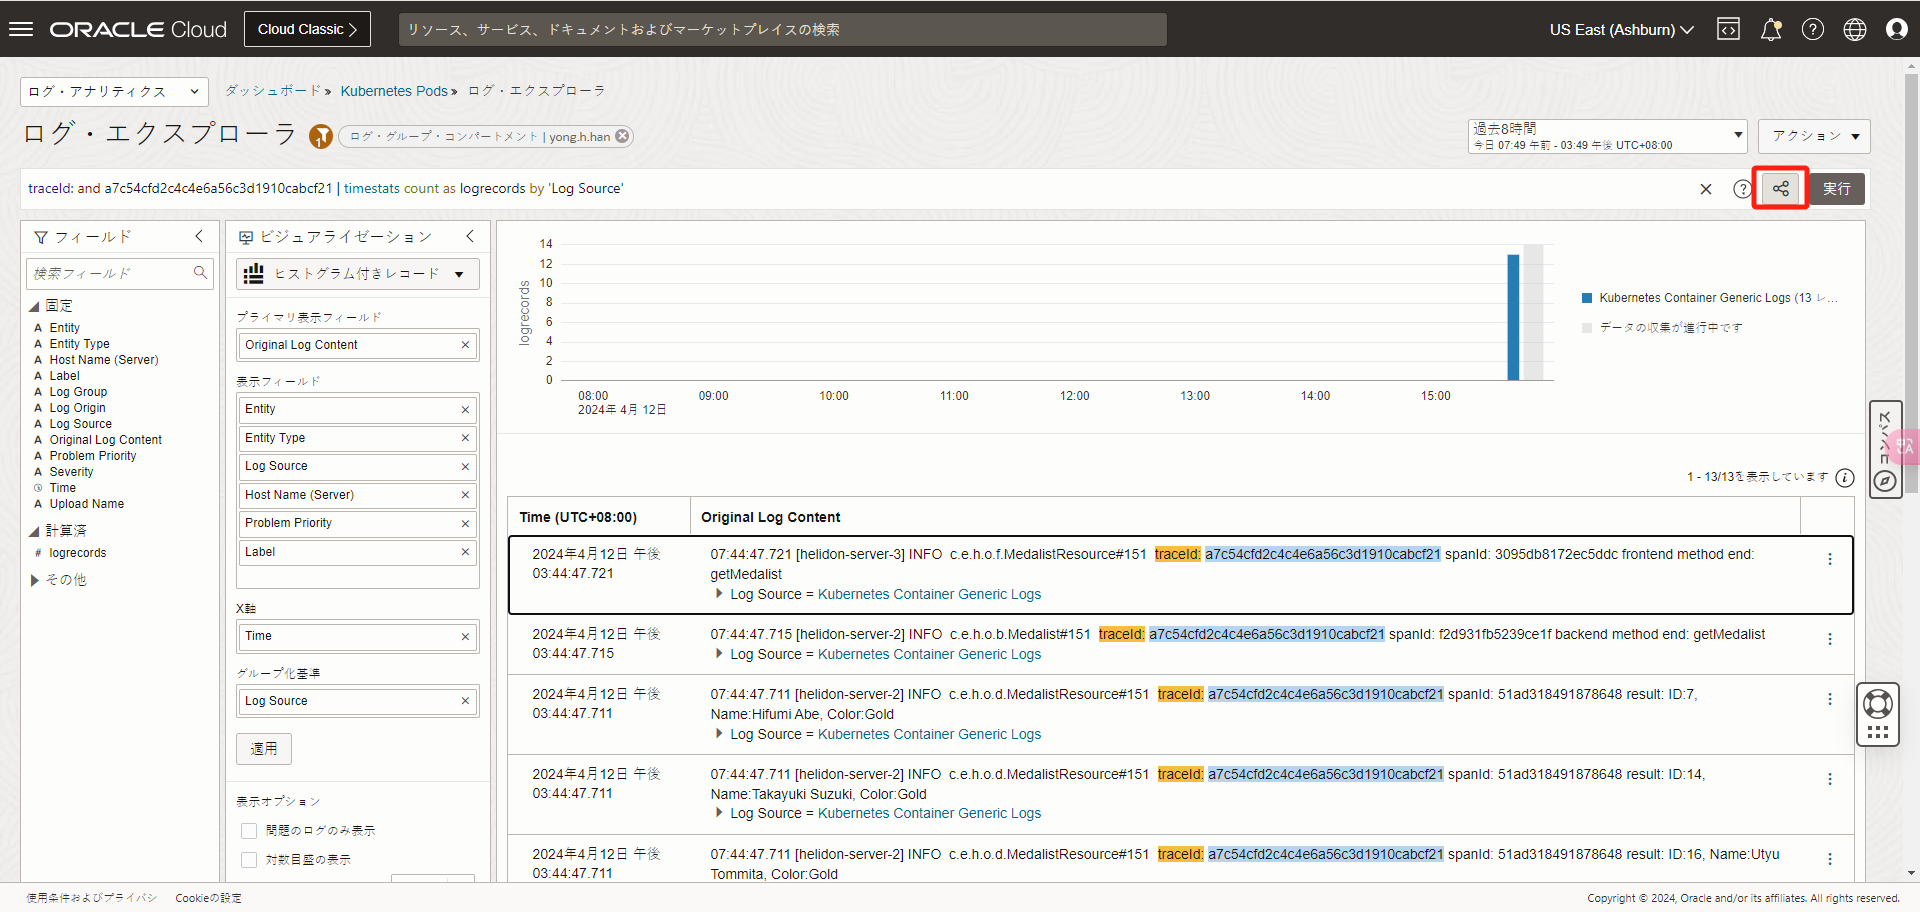 ORACLE Cloud
Cloud Classic
リソース、サービス、ドキュメントおよびマーケットプレイスの検索
US East (Ashburn)
ログ・アナリティクス
ダッシュボード» Kubernetes Pods» ログ・エクスプローラ
ログ・エクスプローラ
1
ログ・グループ・コンパートメント | yong.h.han
過去8時間
今日 07:49 午前 - 03:49 午後 UTC+08:00
アクション
traceId: and a7c54cfd2c4c4e6a56c3d1910cabcf21 | timestats count as logrecords by 'Log Source'
実行
フィールド
検索フィールド
固定
A Entity
A Entity Type
A Host Name (Server)
A Label
A Log Group
A Log Origin
A Log Source
A Original Log Content
A Problem Priority
A Severity
Time
A Upload Name
計算済
# logrecords
その他
ビジュアライゼーション
ヒストグラム付きレコード
プライマリ表示フィールド
Original Log Content
表示フィールド
Entity
Entity Type
Log Source
Host Name (Server)
Problem Priority
Label
X軸
Time
グループ化基準
Log Source
適用
表示オプション
問題のログのみ表示
対数目盛の表示
logrecords
14
12
10
8
6
4
2
0
08:00 09:00 10:00 11:00 12:00 13:00 14:00 15:00
2024年 4月 12日
Kubernetes Container Generic Logs (13 レ...
データの収集が進行中です
1 - 13/13を表示しています
Time (UTC+08:00) Original Log Content
2024年4月12日 午後
03:44:47.721
07:44:47.721 [helidon-server-3] INFO c.e.h.o.f.MedalistResource#151 traceId: a7c54cfd2c4c4e6a56c3d1910cabcf21 spanId: 3095db8172ec5ddc frontend method end:
getMedalist
Log Source = Kubernetes Container Generic Logs
2024年4月12日 午後
03:44:47.715
07:44:47.715 [helidon-server-2] INFO c.e.h.o.b.Medalist#151 traceId: a7c54cfd2c4c4e6a56c3d1910cabcf21 spanId: f2d931fb5239ce1f backend method end: getMedalist
Log Source = Kubernetes Container Generic Logs
2024年4月12日 午後
03:44:47.711
07:44:47.711 [helidon-server-2] INFO c.e.h.o.d.MedalistResource#151 traceId: a7c54cfd2c4c4e6a56c3d1910cabcf21 spanId: 51ad318491878648 result: ID:7,
Name:Hifumi Abe, Color:Gold
Log Source = Kubernetes Container Generic Logs
2024年4月12日 午後
03:44:47.711
07:44:47.711 [helidon-server-2] INFO c.e.h.o.d.MedalistResource#151 traceId: a7c54cfd2c4c4e6a56c3d1910cabcf21 spanId: 51ad318491878648 result: ID:14,
Name:Takayuki Suzuki, Color:Gold
Log Source = Kubernetes Container Generic Logs
2024年4月12日 午後
03:44:47.711
07:44:47.711 [helidon-server-2] INFO c.e.h.o.d.MedalistResource#151 traceId: a7c54cfd2c4c4e6a56c3d1910cabcf21 spanId: 51ad318491878648 result: ID:16, Name:Utyu
Tommita, Color:Gold
使用条件およびプライバシ Cookieの設定
Copyright © 2024, Oracle and/or its affiliates. All rights reserved.